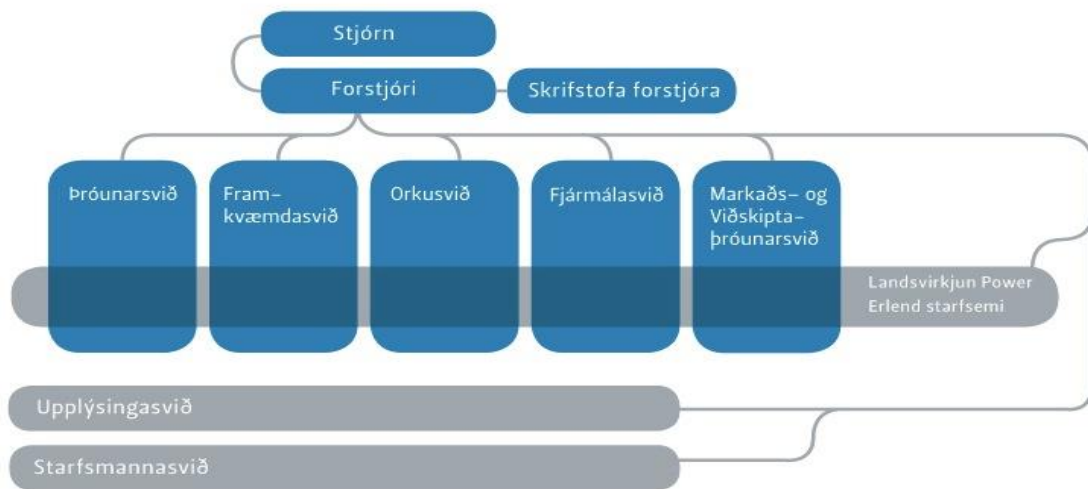 Stjórn
Forstjóri
Skrifstofa forstjóra
Þróunarsvið
Fram-
kvæmdasvið
Orkusvið
Fjármálasvið
Markaðs- og
Viðskipta-
þróunarsvið
Landsvirkjun Power
Erlend starfsemi
Upplýsingasvið
Starfsmannasvið